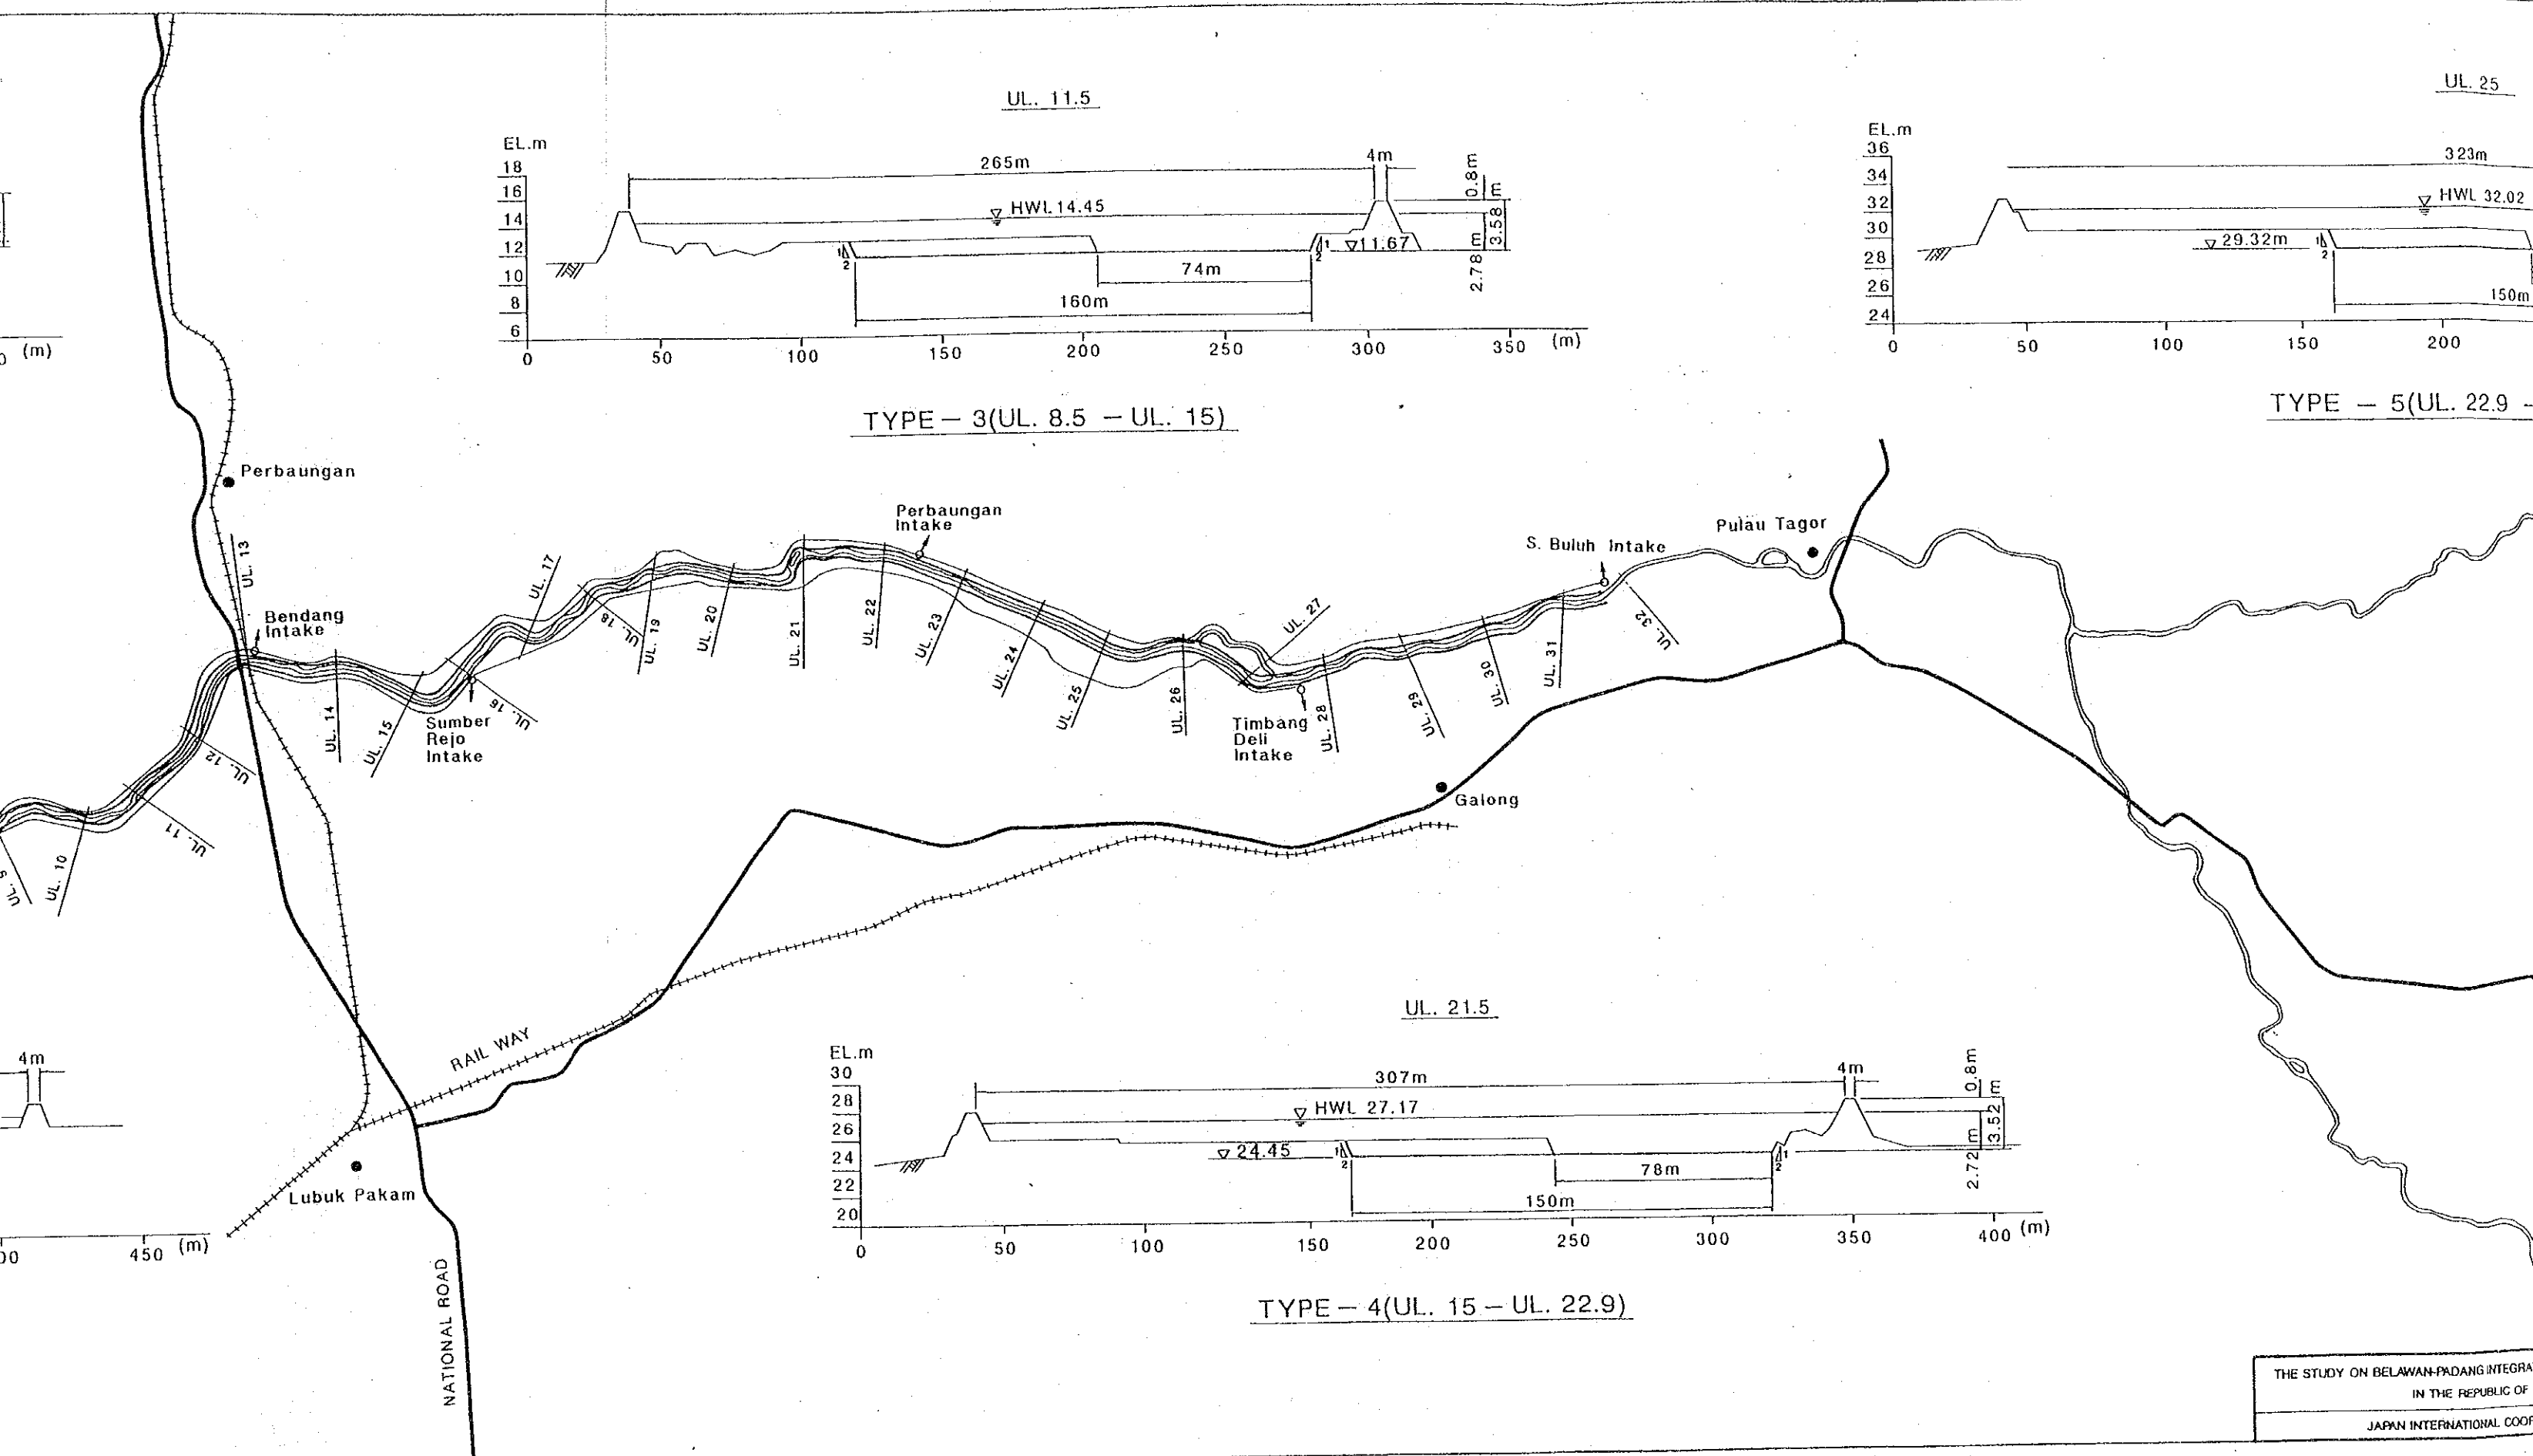 UL. 11.5
EL.m
18
16
14
12
10
8
6
265m
4m
HWL 14.45
0.8m
3.58 m
2.78 m
1
2
1
2
11.67
74m
160m
0 50 100 150 200 250 300 350 (m)
TYPE – 3(UL. 8.5 – UL. 15)
UL. 25
EL.m
36
34
32
30
28
26
24
323m
HWL 32.02
29.32m
1
2
150m
0 50 100 150 200
TYPE – 5(UL. 22.9 –
(m)
Perbaungan
UL. 13
Bendang
Intake
UL. 17
Perbaungan
Intake
S. Buluh Intake
Pulau Tagor
UL. 10
UL. 11
UL. 12
UL. 14
UL. 15
UL. 16
Sumber
Rejo
Intake
UL. 18
UL. 19
UL. 20
UL. 21
UL. 22
UL. 23
UL. 24
UL. 25
UL. 26
UL. 27
Timbang
Deli
Intake
UL. 28
UL. 29
UL. 30
UL. 31
UL. 32
Galong
RAIL WAY
Lubuk Pakam
NATIONAL ROAD
4m
450 (m)
UL. 21.5
EL.m
30
28
26
24
22
20
307m
4m
HWL 27.17
0.8m
3.52 m
2.72 m
24.45
1
2
1
2
78m
150m
0 50 100 150 200 250 300 350 400 (m)
TYPE – 4(UL. 15 – UL. 22.9)
THE STUDY ON BELAWAN-PADANG INTEGRA
IN THE REPUBLIC OF
JAPAN INTERNATIONAL COOP